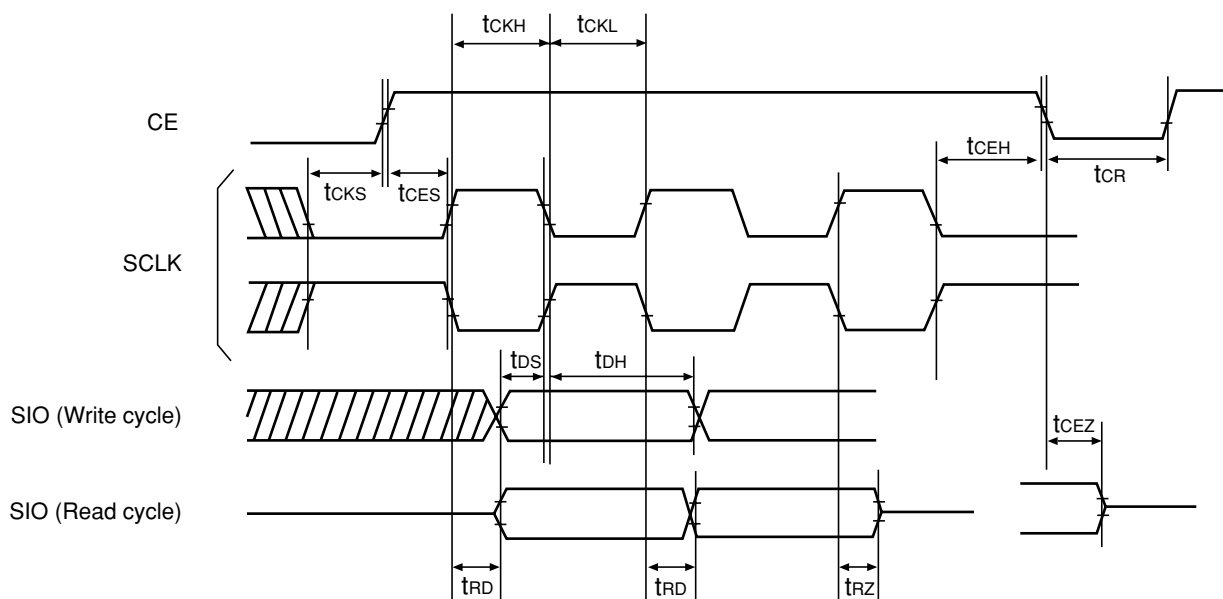 tCKH
tCKL
CE
tCEH
tCKS
tCES
tCR
SCLK
tDS
tDH
SIO (Write cycle)
tCEZ
SIO (Read cycle)
tRD
tRD
tRZ